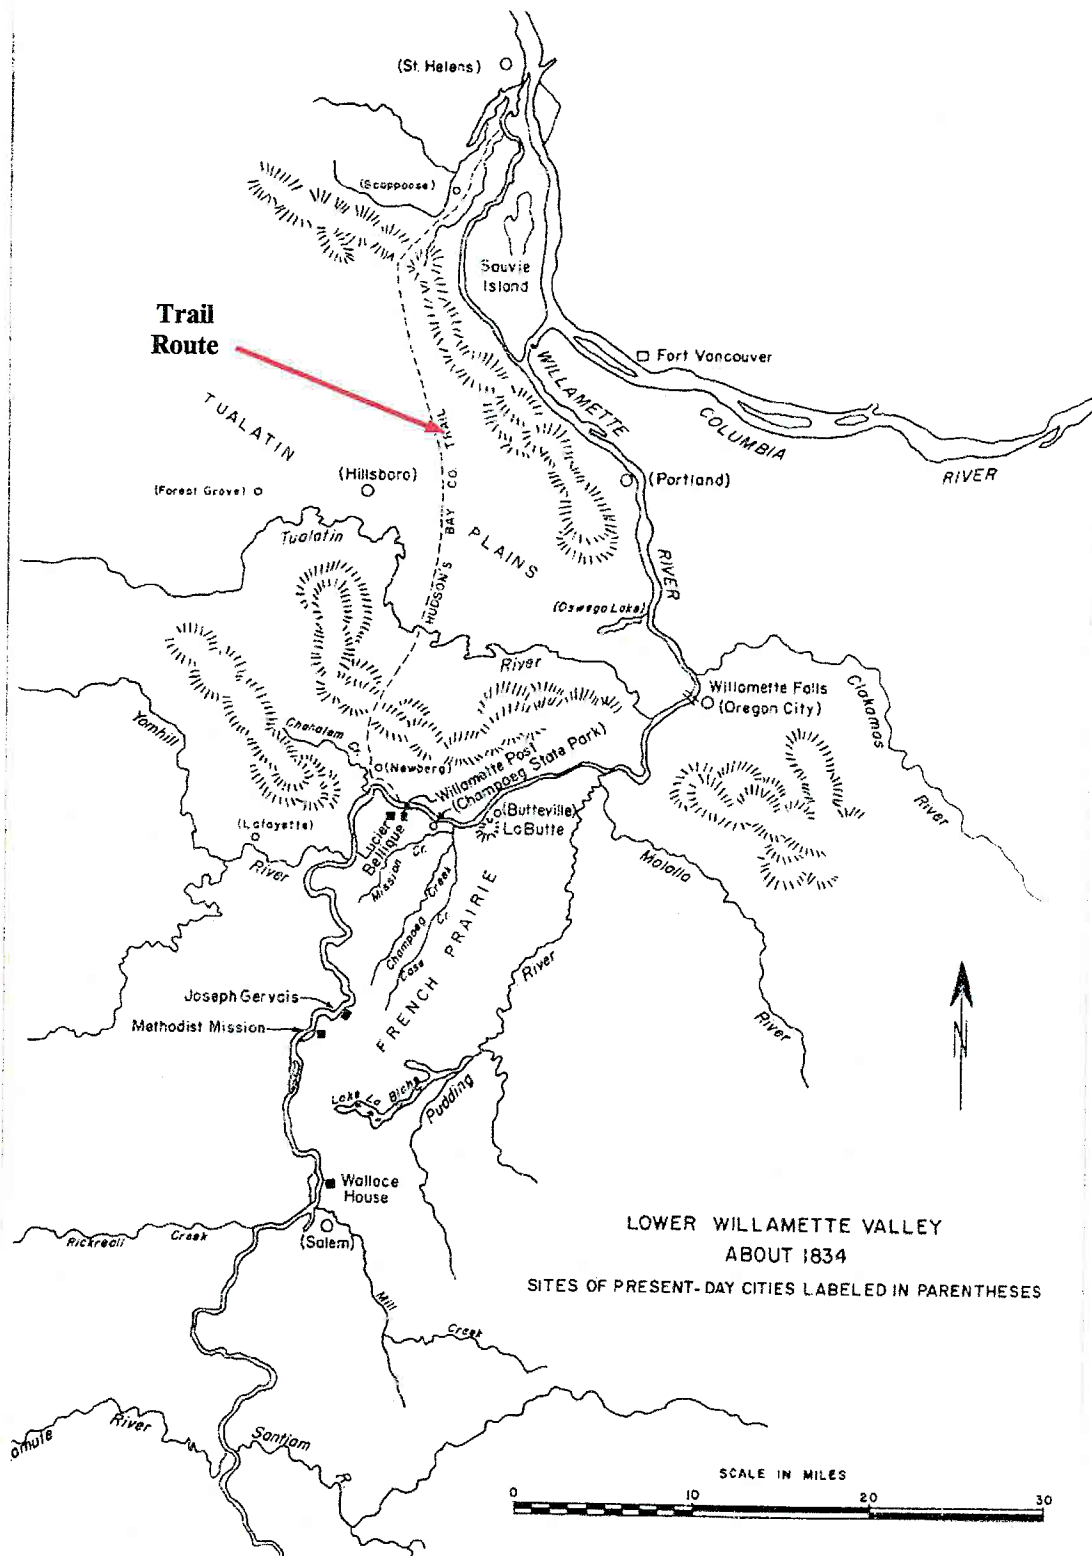 (St. Helens)
(Scappoose)
Sauvie
Island
Trail
Route
Fort Vancouver
WILLAMETTE
RIVER
COLUMBIA
RIVER
TUALATIN
PLAINS
HUDSON'S BAY CO. TRAIL
(Hillsboro)
(Forest Grove)
(Portland)
Tualatin
River
(Oswego Lake)
Willamette Falls
(Oregon City)
Clakamas
River
Yamhill
River
Chehalem Cr.
(Newberg)
Willamette Post
(Champoeg State Park)
(Butteville)
LaButte
(Lafayette)
Lucier
Bellique
Mission Cr.
Champoeg Creek
Case Cr.
FRENCH PRAIRIE
Molalla
River
Joseph Gervais
Methodist Mission
River
Pudding
Lake La Biche
Wallace
House
(Salem)
Rickreall Creek
Mill
Creek
LOWER WILLAMETTE VALLEY
ABOUT 1834
SITES OF PRESENT-DAY CITIES LABELED IN PARENTHESES
N
River
Santiam
R.
SCALE IN MILES
0 10 20 30